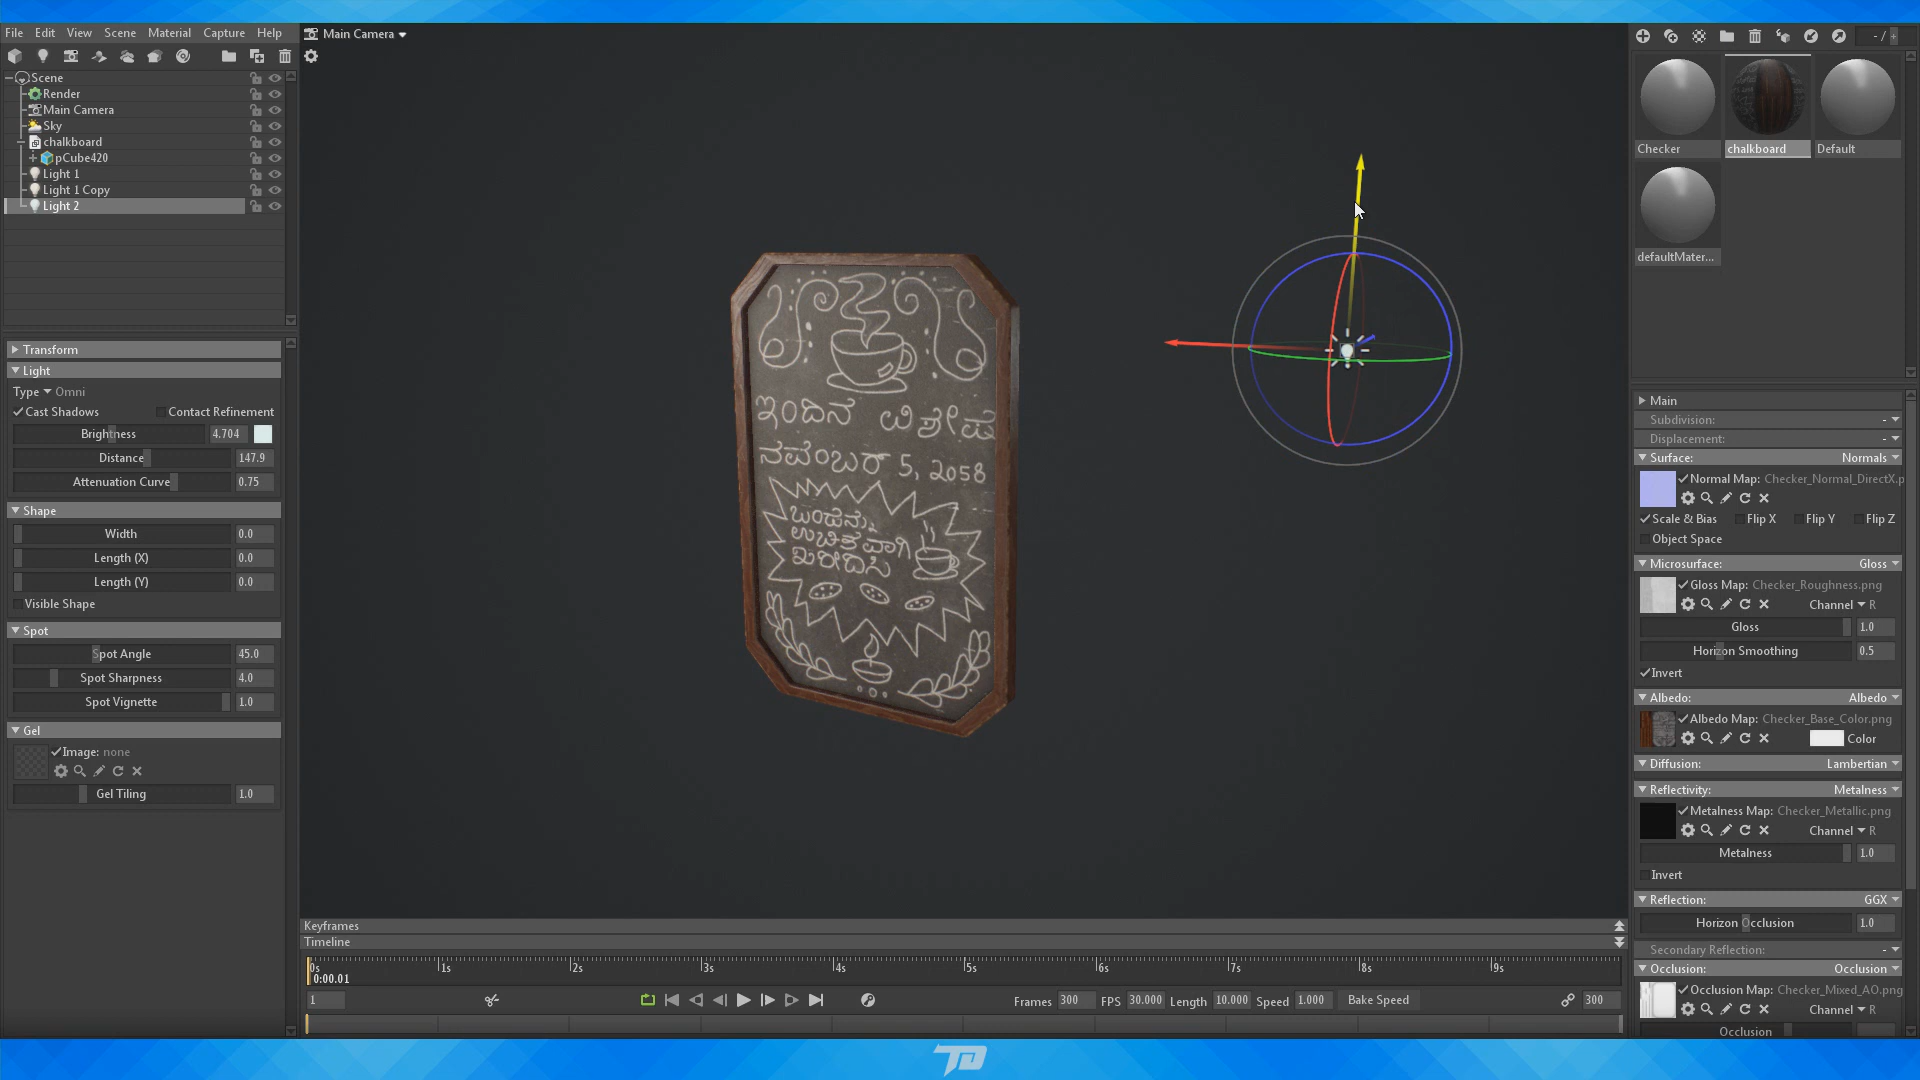 File Edit View Scene Material Capture Help
Main Camera
- / +
Scene
Render
Main Camera
Sky
chalkboard
pCube420
Light 1
Light 1 Copy
Light 2
Transform
Light
Type Omni
Cast Shadows Contact Refinement
Brightness 4.704
Distance 147.9
Attenuation Curve 0.75
Shape
Width 0.0
Length (X) 0.0
Length (Y) 0.0
Visible Shape
Spot
Spot Angle 45.0
Spot Sharpness 4.0
Spot Vignette 1.0
Gel
Image: none
Gel Tiling 1.0
ಇಂದಿನ ವಿಶೇಷ
ನವೆಂಬರ್ 5, 2058
ಒಂದನ್ನು
ಉಚಿತವಾಗಿ
ಖರೀದಿಸಿ
Keyframes
Timeline
0s 1s 2s 3s 4s 5s 6s 7s 8s 9s
0:00.01
1 Frames 300 FPS 30.000 Length 10.000 Speed 1.000 Bake Speed 300
Checker chalkboard Default
defaultMater...
Main
Subdivision: -
Displacement: -
Surface: Normals
Normal Map: Checker_Normal_DirectX.p
Scale & Bias Flip X Flip Y Flip Z
Object Space
Microsurface: Gloss
Gloss Map: Checker_Roughness.png
Channel R
Gloss 1.0
Horizon Smoothing 0.5
Invert
Albedo: Albedo
Albedo Map: Checker_Base_Color.png
Color
Diffusion: Lambertian
Reflectivity: Metalness
Metalness Map: Checker_Metallic.png
Channel R
Metalness 1.0
Invert
Reflection: GGX
Horizon Occlusion 1.0
Secondary Reflection: -
Occlusion: Occlusion
Occlusion Map: Checker_Mixed_AO.png
Channel R
Occlusion